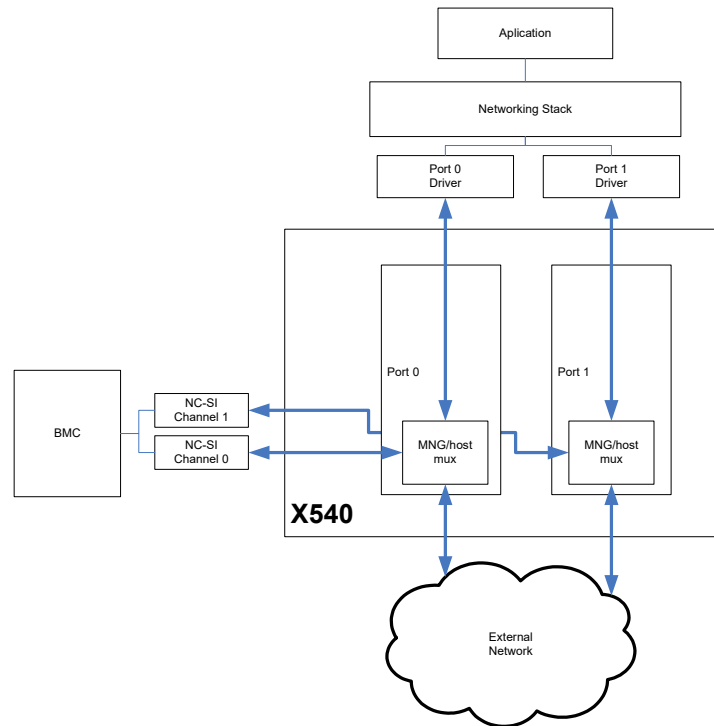 Aplication
Networking Stack
Port 0
Driver
Port 1
Driver
Port 0
Port 1
BMC
NC-SI
Channel 1
NC-SI
Channel 0
MNG/host
mux
MNG/host
mux
X540
External
Network